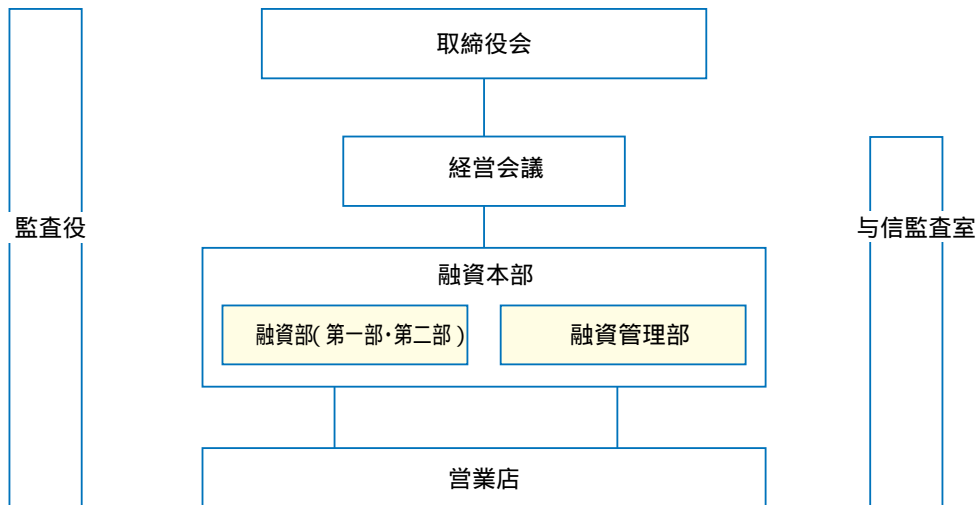 取締役会
経営会議
監査役
与信監査室
融資本部
融資部(第一部・第二部)
融資管理部
営業店